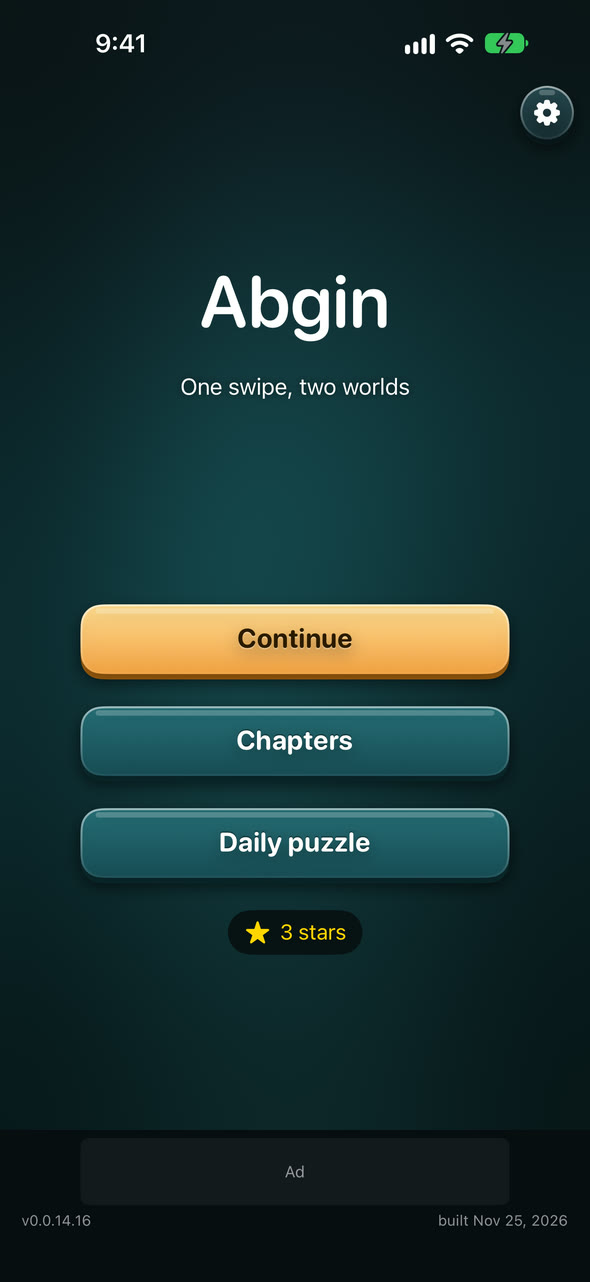 9:41
Abgin
One swipe, two worlds
Continue
Chapters
Daily puzzle
3 stars
Ad
v0.0.14.16
built Nov 25, 2026